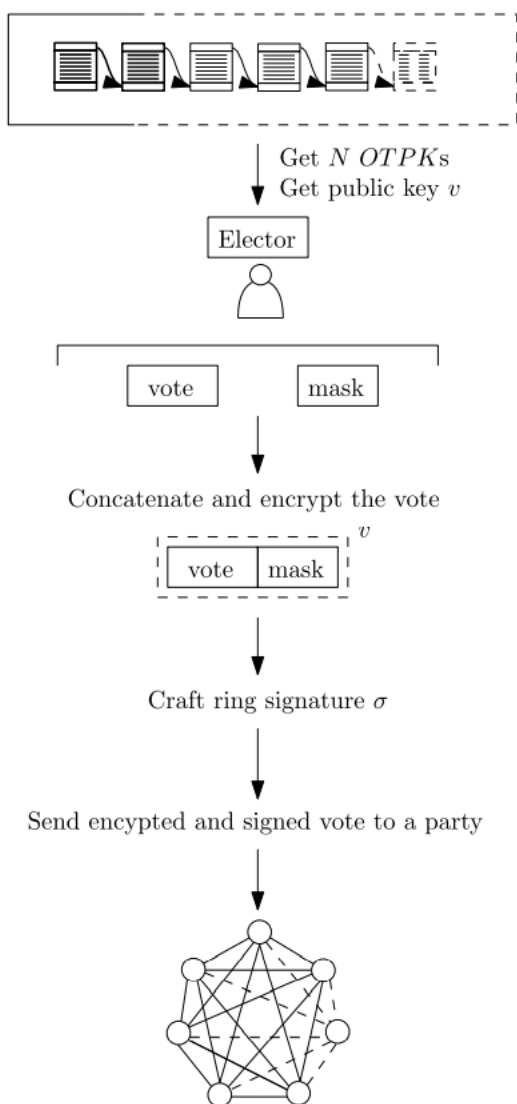 Get N OTPKs
Get public key v
Elector
vote mask
Concatenate and encrypt the vote
v
vote mask
Craft ring signature σ
Send encrypted and signed vote to a party